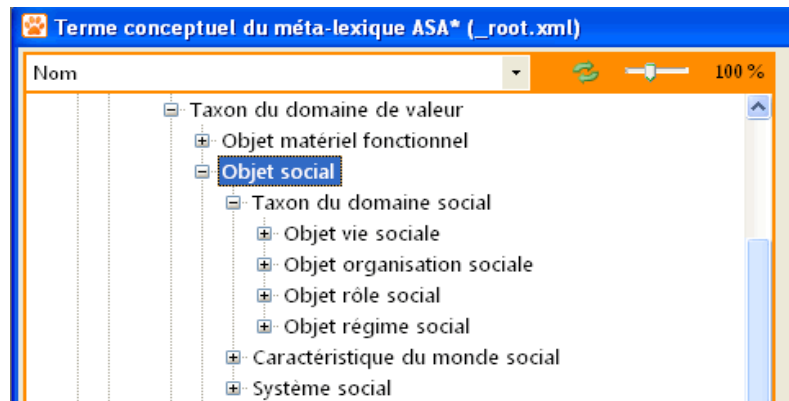 Terme conceptuel du méta-lexique ASA* (_root.xml)
Nom 100 %
Taxon du domaine de valeur
Objet matériel fonctionnel
Objet social
Taxon du domaine social
Objet vie sociale
Objet organisation sociale
Objet rôle social
Objet régime social
Caractéristique du monde social
Système social